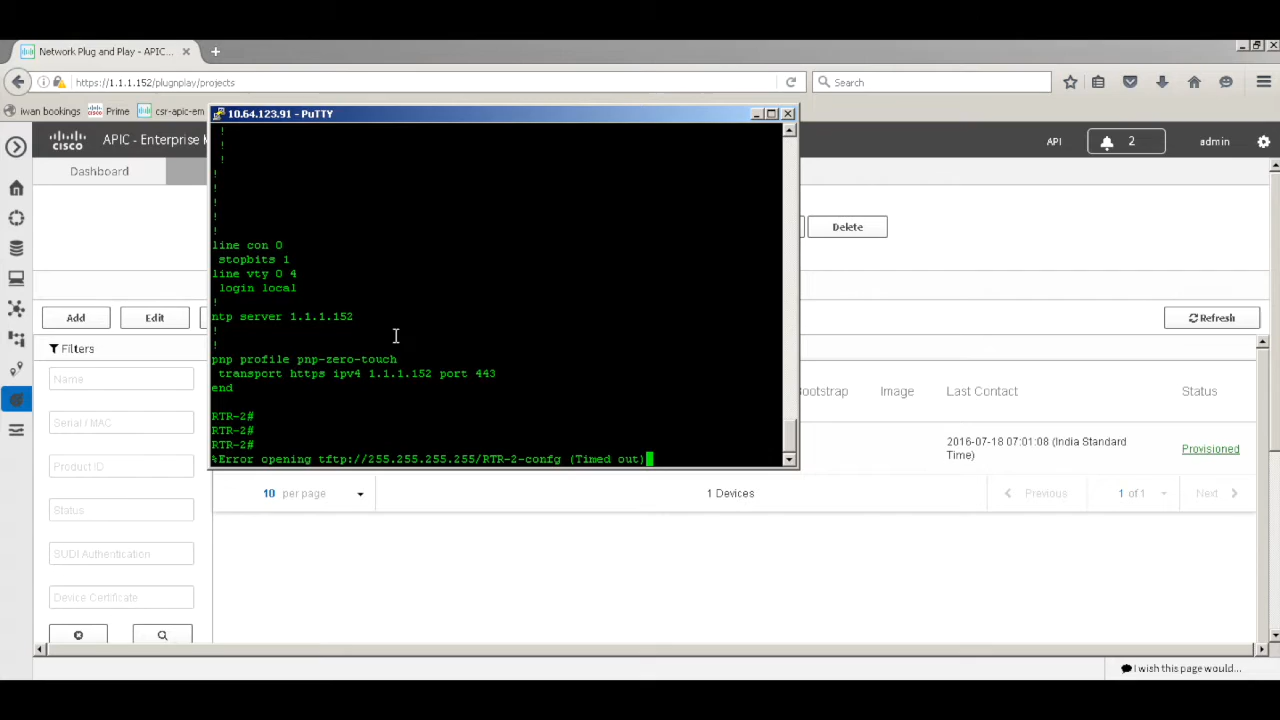 Network Plug and Play - APIC...
https://1.1.1.152/plugnplay/projects
Search
iwan bookings
Prime
csr-apic-em
10.64.123.91 - PuTTY
cisco
APIC - Enterprise M
API
2
admin
Dashboard
Delete
Add
Edit
Refresh
Filters
Name
Serial / MAC
Product ID
Status
SUDI Authentication
Device Certificate
!
!
!
!
!
!
!
!
line con 0
stopbits 1
line vty 0 4
login local
!
ntp server 1.1.1.152
!
!
pnp profile pnp-zero-touch
transport https ipv4 1.1.1.152 port 443
end
RTR-2#
RTR-2#
RTR-2#
%Error opening tftp://255.255.255.255/RTR-2-confg (Timed out)
ootstrap
Image
Last Contact
Status
2016-07-18 07:01:08 (India Standard
Time)
Provisioned
10 per page
1 Devices
Previous
1 of 1
Next
I wish this page would...